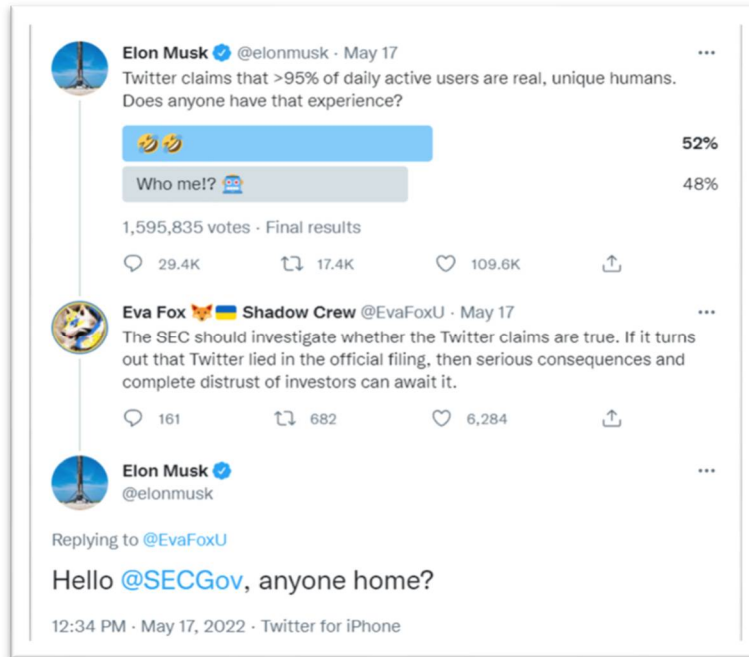 Elon Musk @elonmusk · May 17
Twitter claims that >95% of daily active users are real, unique humans.
Does anyone have that experience?
🤣🤣 52%
Who me!? 🤖 48%
1,595,835 votes · Final results
29.4K 17.4K 109.6K
Eva Fox 🦊🇺🇦 Shadow Crew @EvaFoxU · May 17
The SEC should investigate whether the Twitter claims are true. If it turns
out that Twitter lied in the official filing, then serious consequences and
complete distrust of investors can await it.
161 682 6,284
Elon Musk
@elonmusk
Replying to @EvaFoxU
Hello @SECGov, anyone home?
12:34 PM · May 17, 2022 · Twitter for iPhone